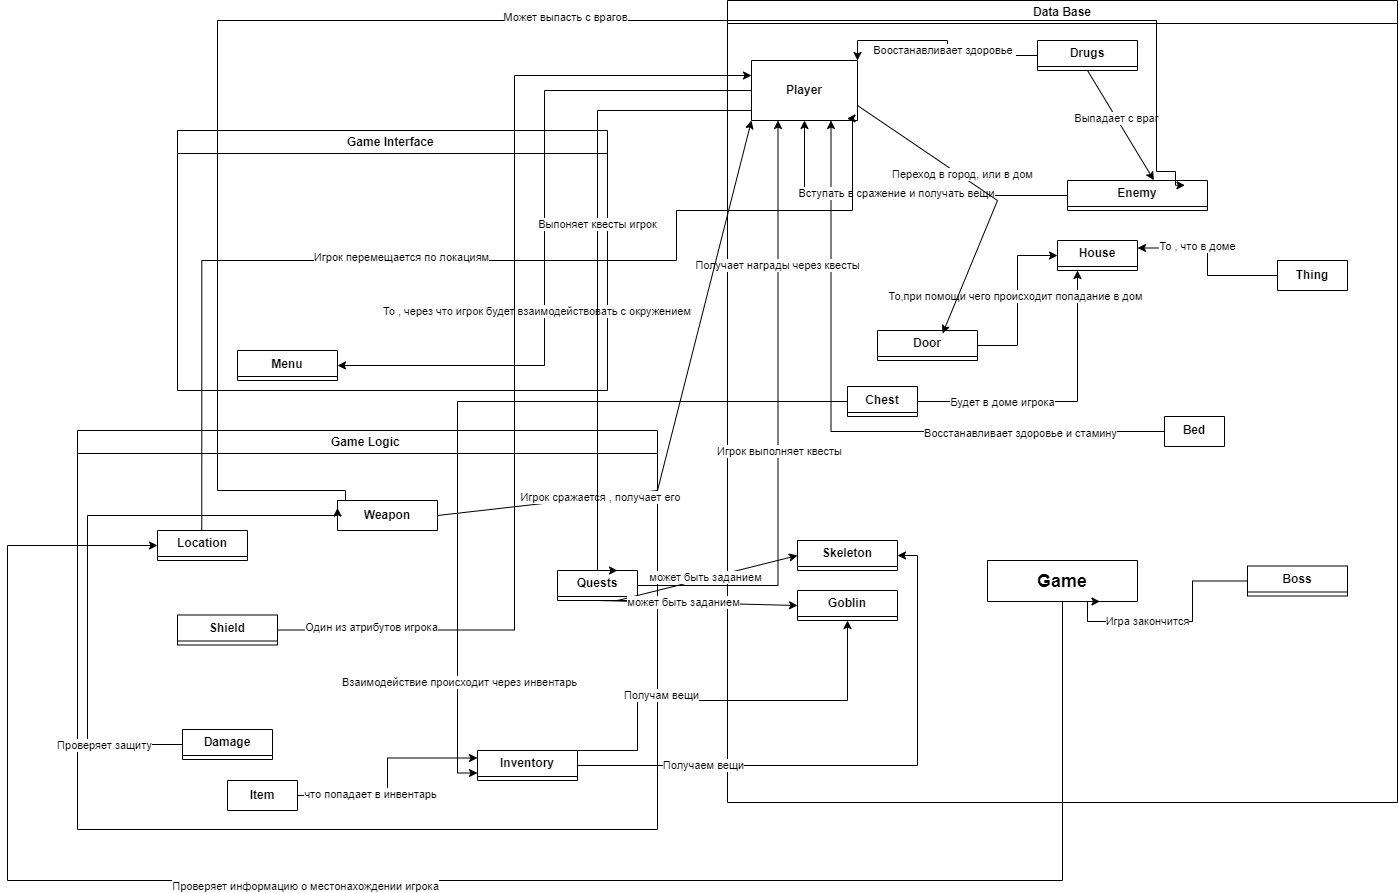 Data Base
Может выпасть с врагов
Воостанавливает здоровье
Drugs
Player
Выпадает с враг
Game Interface
Переход в город, или в дом
Вступать в сражение и получать вещи
Enemy
Выпоняет квесты игрок
То , что в доме
House
Игрок перемещается по локациям
Получает награды через квесты
Thing
То,при помощи чего происходит попадание в дом
То , через что игрок будет взаимодействовать с окружением
Door
Menu
Chest
Будет в доме игрока
Bed
Восстанавливает здоровье и стамину
Game Logic
Игрок выполняет квесты
Игрок сражается , получает его
Weapon
Location
Skeleton
Quests
может быть заданием
Game
Boss
может быть заданием
Goblin
Игра закончится
Shield
Один из атрибутов игрока
Взаимодействие происходит через инвентарь
Получам вещи
Damage
Проверяет защиту
Inventory
Получаем вещи
Item
что попадает в инвентарь
Проверяет информацию о местонахождении игрока